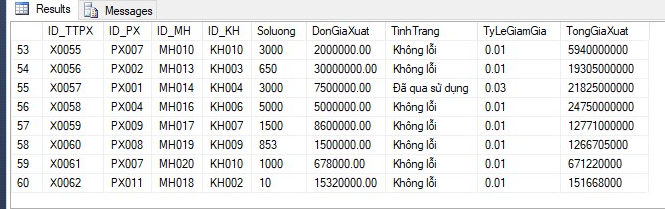 Results Messages
ID_TTPX ID_PX ID_MH ID_KH Soluong DonGiaXuat TinhTrang TyLeGiamGia TongGiaXuat
53 X0055 PX007 MH010 KH010 3000 2000000.00 Không lỗi 0.01 5940000000
54 X0056 PX002 MH013 KH003 650 30000000.00 Không lỗi 0.01 19305000000
55 X0057 PX001 MH014 KH004 3000 7500000.00 Đã qua sử dụng 0.03 21825000000
56 X0058 PX004 MH016 KH006 5000 5000000.00 Không lỗi 0.01 24750000000
57 X0059 PX009 MH017 KH007 1500 8600000.00 Không lỗi 0.01 12771000000
58 X0060 PX008 MH019 KH009 853 1500000.00 Không lỗi 0.01 1266705000
59 X0061 PX007 MH020 KH010 1000 678000.00 Không lỗi 0.01 671220000
60 X0062 PX011 MH018 KH002 10 15320000.00 Không lỗi 0.01 151668000